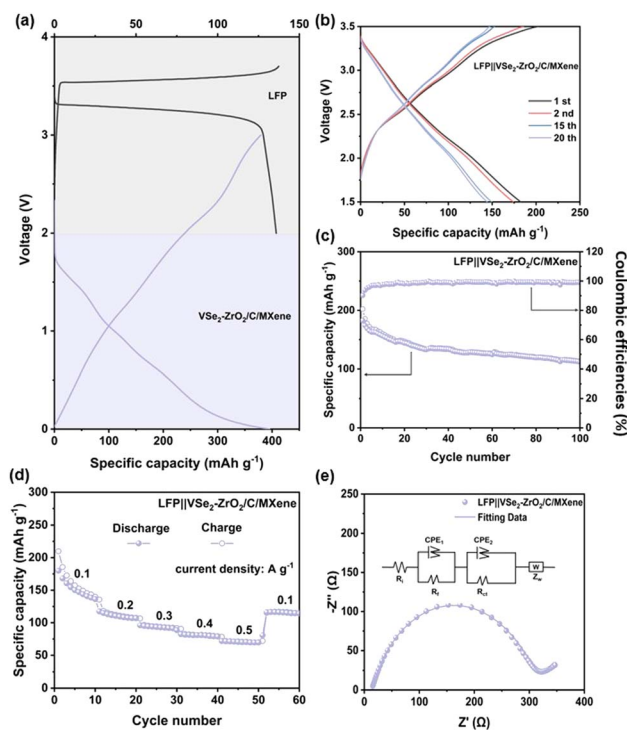 (a)
0 50 100 150
4
3
2
1
0
Voltage (V)
LFP
VSe2-ZrO2/C/MXene
0 100 200 300 400 500
Specific capacity (mAh g-1)
(b)
3.5
3.0
2.5
2.0
1.5
Voltage (V)
LFP||VSe2-ZrO2/C/MXene
1 st
2 nd
15 th
20 th
0 50 100 150 200 250
Specific capacity (mAh g-1)
(c)
300
250
200
150
100
0
Specific capacity (mAh g-1)
LFP||VSe2-ZrO2/C/MXene
120
100
80
60
40
20
0
Coulombic efficiencies (%)
0 20 40 60 80 100
Cycle number
(d)
300
250
200
150
100
50
0
Specific capacity (mAh g-1)
LFP||VSe2-ZrO2/C/MXene
Discharge Charge
current density: A g-1
0.1
0.2
0.3
0.4
0.5
0.1
0 10 20 30 40 50 60
Cycle number
(e)
250
200
150
100
50
0
-Z'' (Ω)
LFP||VSe2-ZrO2/C/MXene
Fitting Data
CPE1 CPE2
Ri Rf Rct W Zw
0 100 200 300 400
Z' (Ω)